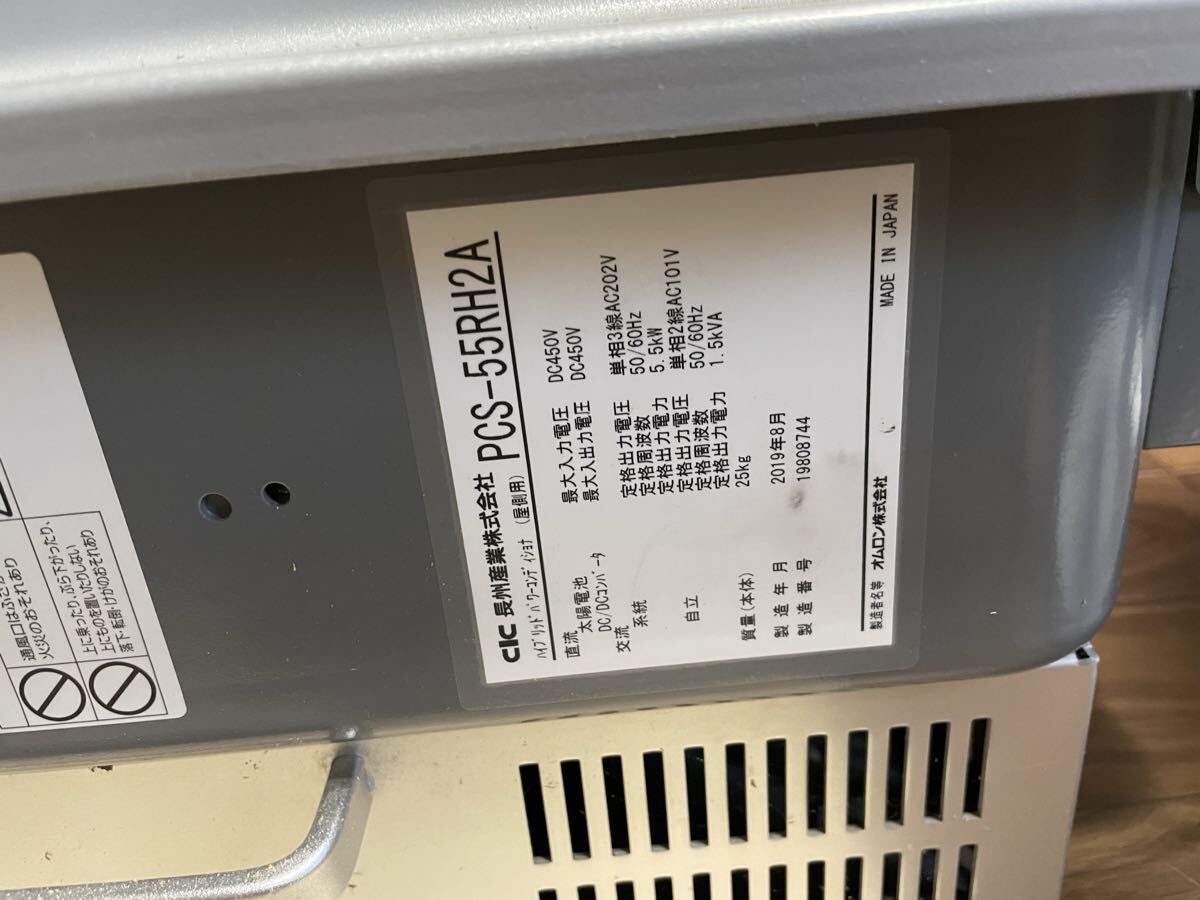 CIC 長州産業株式会社 PCS-55RH2A
ハイブリッドパワーコンディショナ (屋側用)
直流
太陽電池 最大入力電圧 DC450V
DC/DCコンバータ 最大入出力電圧 DC450V
交流
系統 定格出力電圧 単相3線AC202V
定格周波数 50/60Hz
定格出力電力 5.5kW
自立 定格出力電圧 単相2線AC101V
定格周波数 50/60Hz
定格出力電力 1.5kVA
質量(本体) 25kg
製造年月 2019年8月
製造番号 19808744
製造者名等 オムロン株式会社 MADE IN JAPAN
通風口はふさが
火災のおそれあり
上に乗ったり、ぶら下がったり、
上にものを置いたりしない
落下・転倒・けがのおそれあり